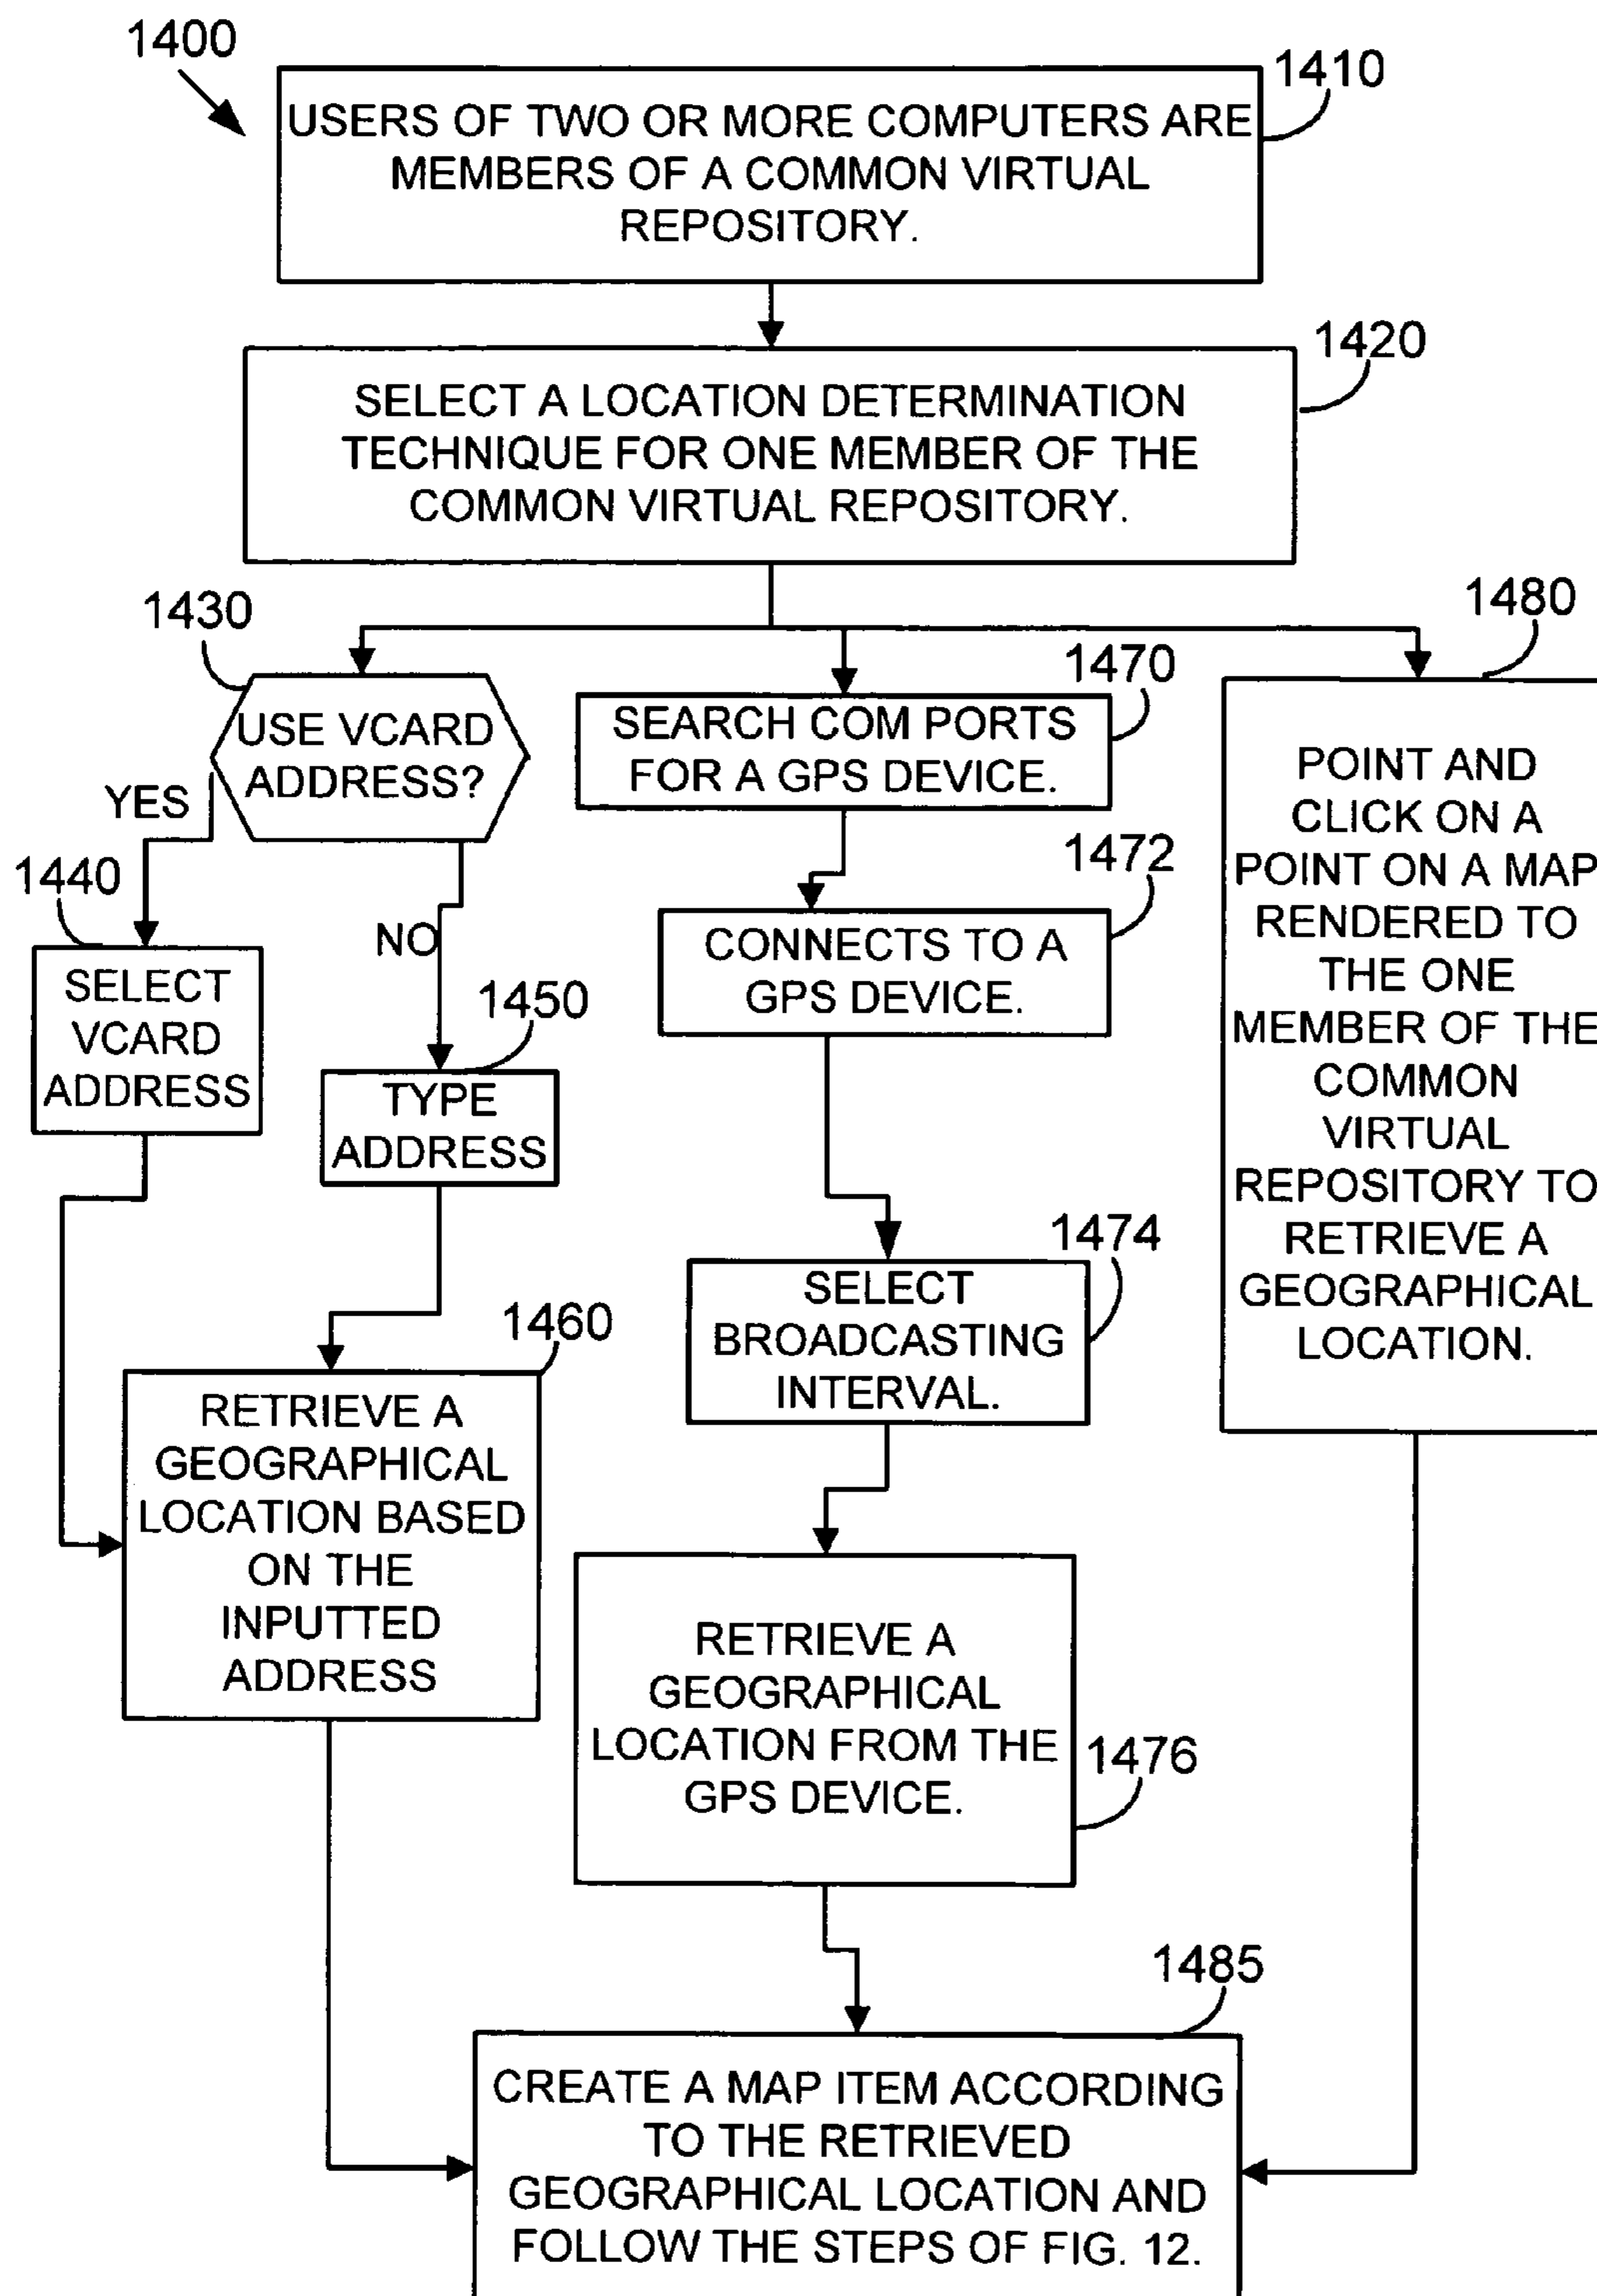 1400
1410
USERS OF TWO OR MORE COMPUTERS ARE
MEMBERS OF A COMMON VIRTUAL
REPOSITORY.
1420
SELECT A LOCATION DETERMINATION
TECHNIQUE FOR ONE MEMBER OF THE
COMMON VIRTUAL REPOSITORY.
1430
USE VCARD
ADDRESS?
YES
NO
1440
SELECT
VCARD
ADDRESS
1450
TYPE
ADDRESS
1460
RETRIEVE A
GEOGRAPHICAL
LOCATION BASED
ON THE
INPUTTED
ADDRESS
1470
SEARCH COM PORTS
FOR A GPS DEVICE.
1472
CONNECTS TO A
GPS DEVICE.
1474
SELECT
BROADCASTING
INTERVAL.
1476
RETRIEVE A
GEOGRAPHICAL
LOCATION FROM THE
GPS DEVICE.
1480
POINT AND
CLICK ON A
POINT ON A MAP
RENDERED TO
THE ONE
MEMBER OF THE
COMMON
VIRTUAL
REPOSITORY TO
RETRIEVE A
GEOGRAPHICAL
LOCATION.
1485
CREATE A MAP ITEM ACCORDING
TO THE RETRIEVED
GEOGRAPHICAL LOCATION AND
FOLLOW THE STEPS OF FIG. 12.